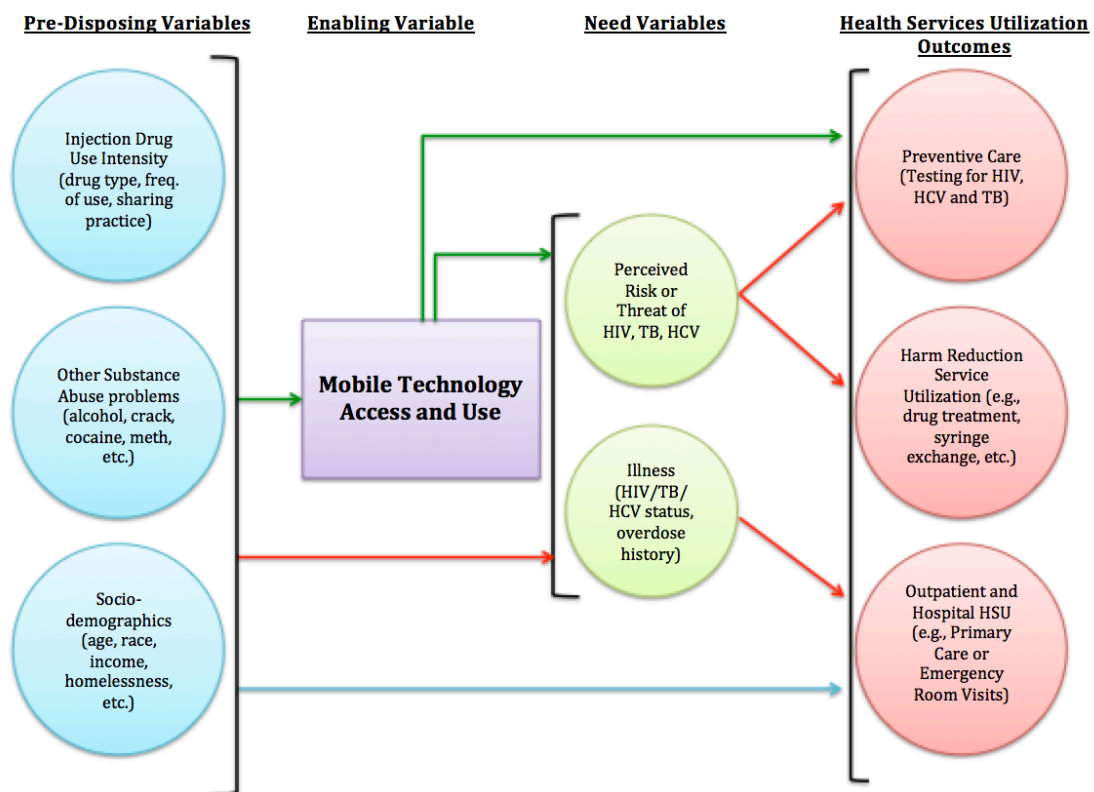 Pre-Disposing Variables
Enabling Variable
Need Variables
Health Services Utilization
Outcomes
Injection Drug
Use Intensity
(drug type, freq.
of use, sharing
practice)
Other Substance
Abuse problems
(alcohol, crack,
cocaine, meth,
etc.)
Socio-
demographics
(age, race,
income,
homelessness,
etc.)
Mobile Technology
Access and Use
Perceived
Risk or
Threat of
HIV, TB, HCV
Illness
(HIV/TB/
HCV status,
overdose
history)
Preventive Care
(Testing for HIV,
HCV and TB)
Harm Reduction
Service
Utilization (e.g.,
drug treatment,
syringe
exchange, etc.)
Outpatient and
Hospital HSU
(e.g., Primary
Care or
Emergency
Room Visits)